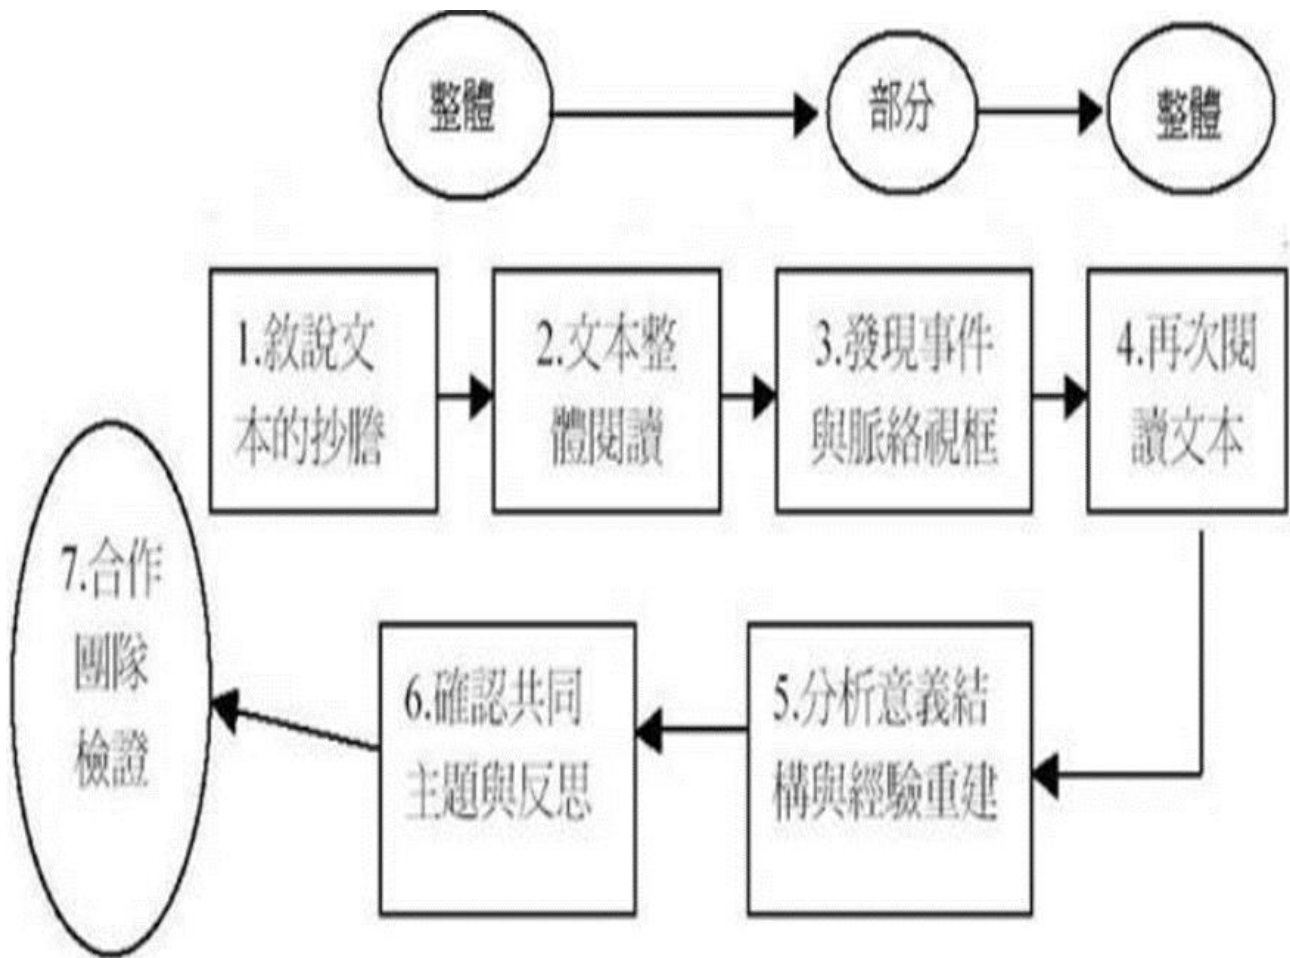 整體
部分
整體
1.敘說文
本的抄謄
2.文本整
體閱讀
3.發現事件
與脈絡視框
4.再次閱
讀文本
5.分析意義結
構與經驗重建
6.確認共同
主題與反思
7.合作
團隊
檢證